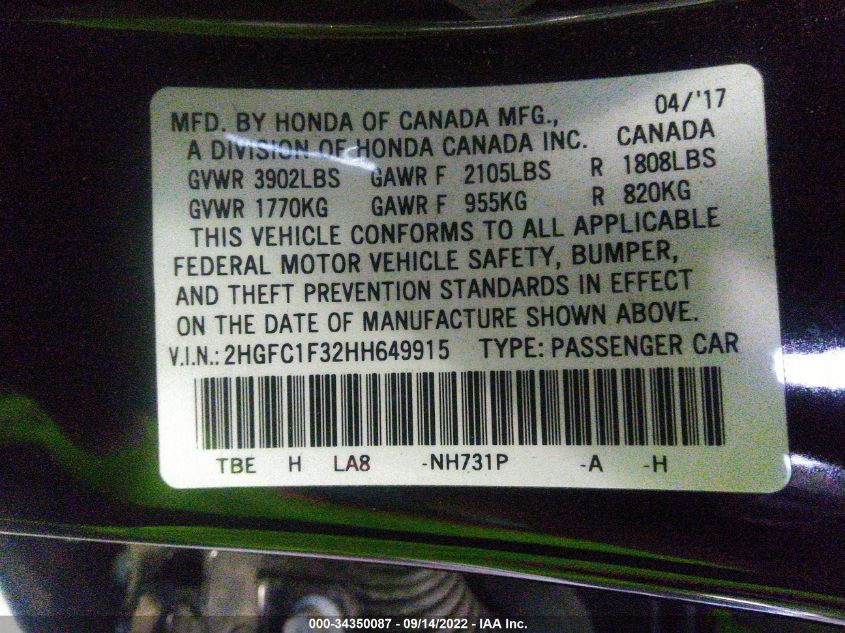 04/'17
MFD. BY HONDA OF CANADA MFG.,
A DIVISION OF HONDA CANADA INC. CANADA
GVWR 3902LBS GAWR F 2105LBS R 1808LBS
GVWR 1770KG GAWR F 955KG R 820KG
THIS VEHICLE CONFORMS TO ALL APPLICABLE
FEDERAL MOTOR VEHICLE SAFETY, BUMPER,
AND THEFT PREVENTION STANDARDS IN EFFECT
ON THE DATE OF MANUFACTURE SHOWN ABOVE.
V.I.N.: 2HGFC1F32HH649915 TYPE: PASSENGER CAR
TBE H LA8 -NH731P -A -H
000-34350087 - 09/14/2022 - IAA Inc.